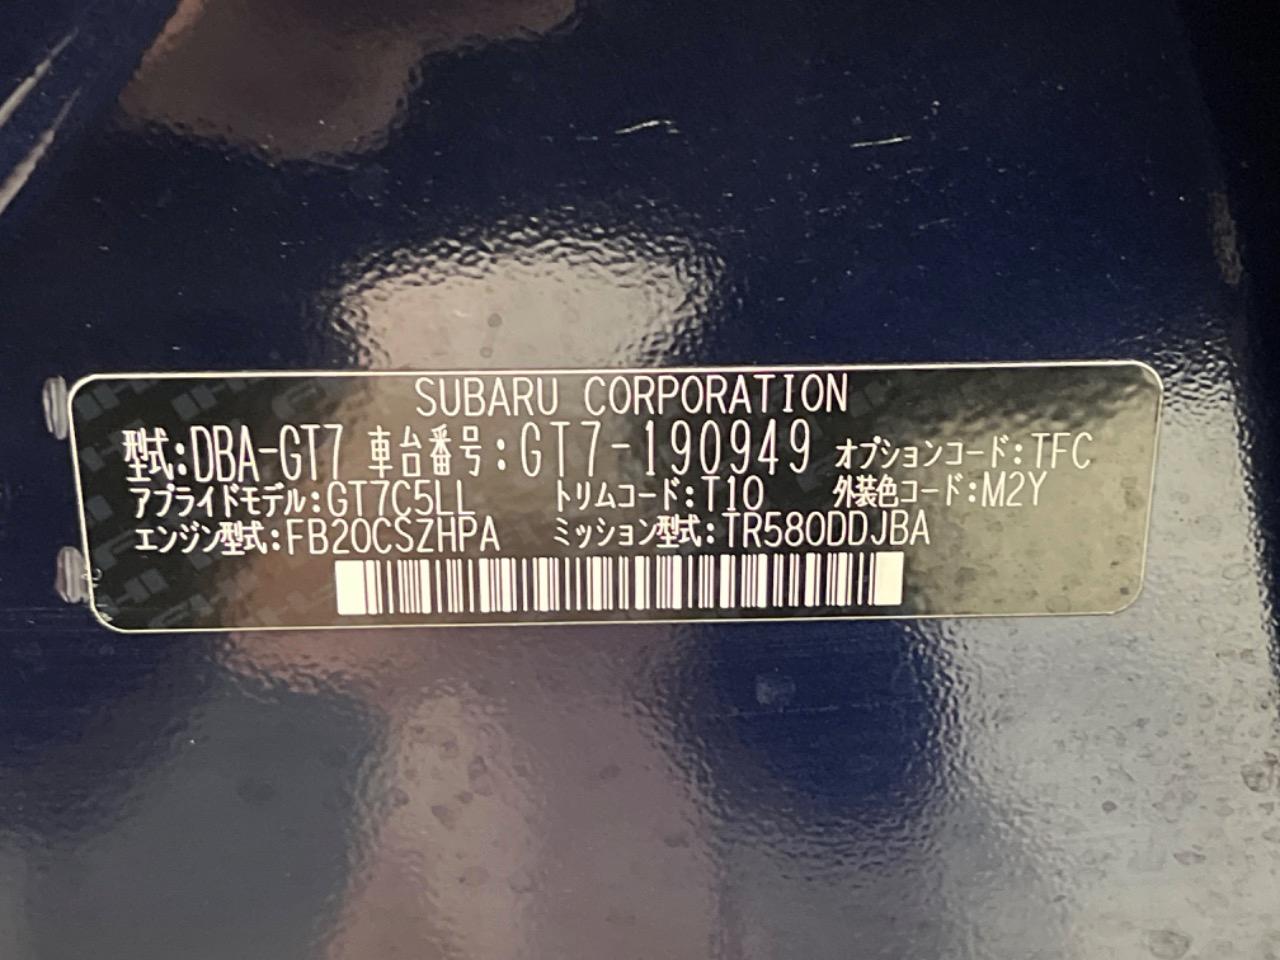 SUBARU CORPORATION
型式:DBA-GT7 車台番号:GT7-190949 オプションコード:TFC
アプライドモデル:GT7C5LL トリムコード:T10 外装色コード:M2Y
エンジン型式:FB20CSZHPA ミッション型式:TR580DDJBA